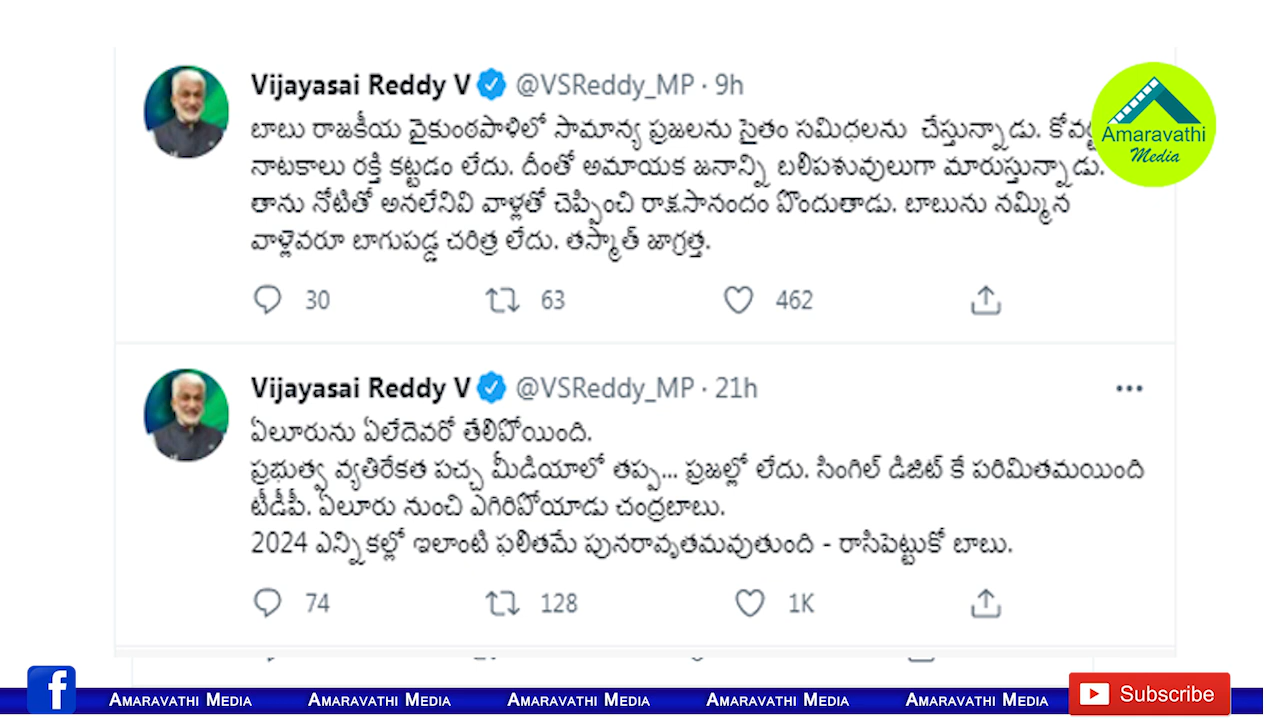 Vijayasai Reddy V @VSReddy_MP · 9h
బాబు రాజకీయ వైకుంఠపాళిలో సామాన్య ప్రజలను సైతం సమిధలను చేస్తున్నాడు.
నాటకాలు రక్తి కట్టడం లేదు. దీంతో అమాయక జనాన్ని బలిపశువులుగా మారుస్తున్నాడు.
తాను నోటితో అనలేనివి వాళ్లతో చెప్పించి రాక్షసానందం పొందుతాడు. బాబును నమ్మిన
వాళ్లెవరూ బాగుపడ్డ చరిత్ర లేదు. తస్మాత్ జాగ్రత్త.
30 63 462
Amaravathi
Media
Vijayasai Reddy V @VSReddy_MP · 21h
ఏలూరును ఏలేదెవరో తేలిపోయింది.
ప్రభుత్వ వ్యతిరేకత పచ్చ మీడియాలో తప్ప... ప్రజల్లో లేదు. సింగిల్ డిజిట్ కే పరిమితమయింది
టీడీపీ. ఏలూరు నుంచి ఎగిరిపోయాడు చంద్రబాబు.
2024 ఎన్నికల్లో ఇలాంటి ఫలితమే పునరావృతమవుతుంది - రాసిపెట్టుకో బాబు.
74 128 1K
f Amaravathi Media Amaravathi Media Amaravathi Media Amaravathi Media Amaravathi Media Subscribe